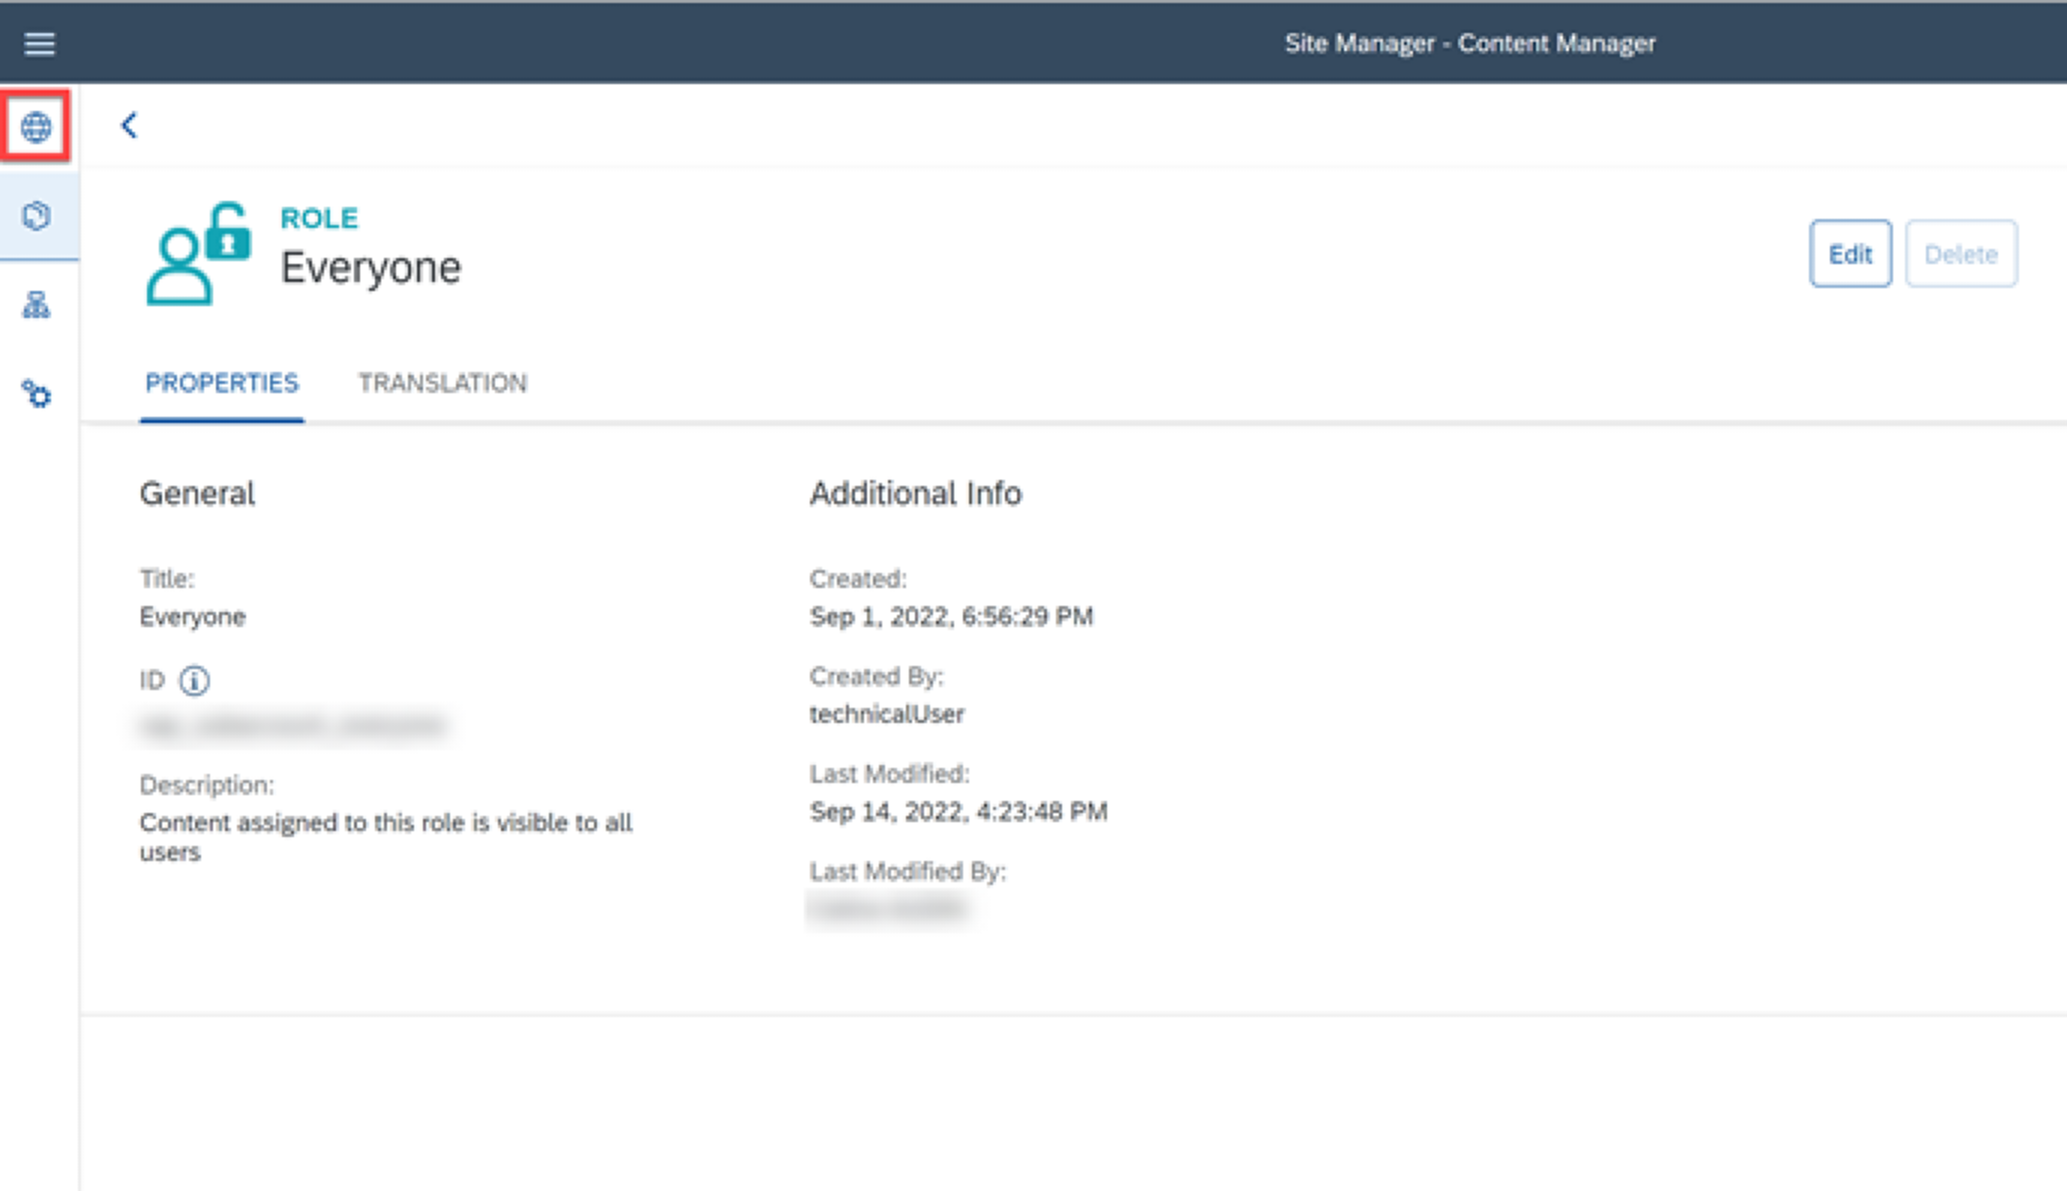 Site Manager - Content Manager
ROLE
Everyone
Edit
Delete
PROPERTIES
TRANSLATION
General
Title:
Everyone
ID
Description:
Content assigned to this role is visible to all
users
Additional Info
Created:
Sep 1, 2022, 6:56:29 PM
Created By:
technicalUser
Last Modified:
Sep 14, 2022, 4:23:48 PM
Last Modified By: